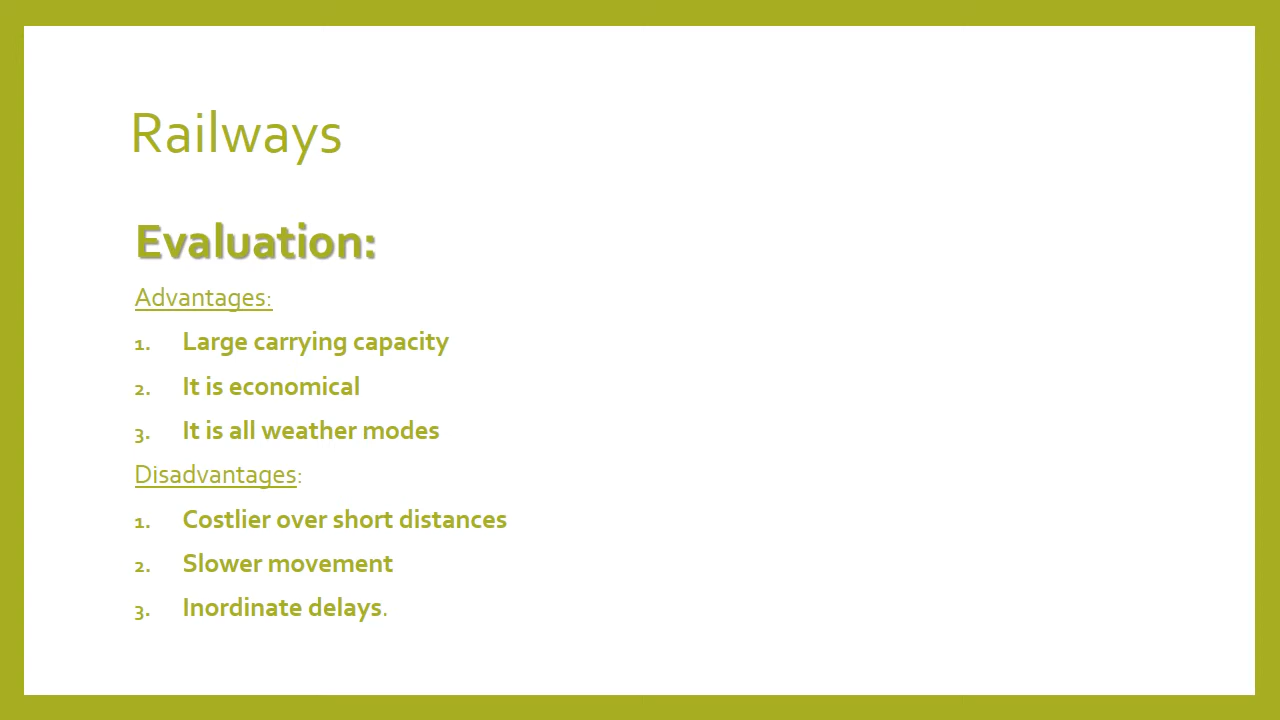 Railways
Evaluation:
Advantages:
1. Large carrying capacity
2. It is economical
3. It is all weather modes
Disadvantages:
1. Costlier over short distances
2. Slower movement
3. Inordinate delays.